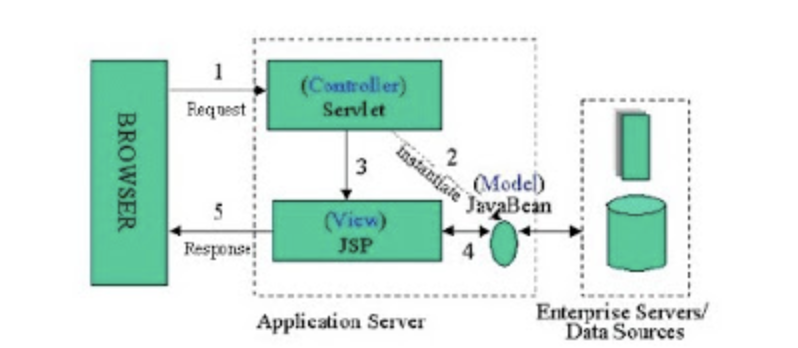 BROWSER
1
Request
(Controller)
Servlet
2
Instantiate
3
(Model)
JavaBean
5
Response
(View)
JSP
4
Application Server
Enterprise Servers/
Data Sources